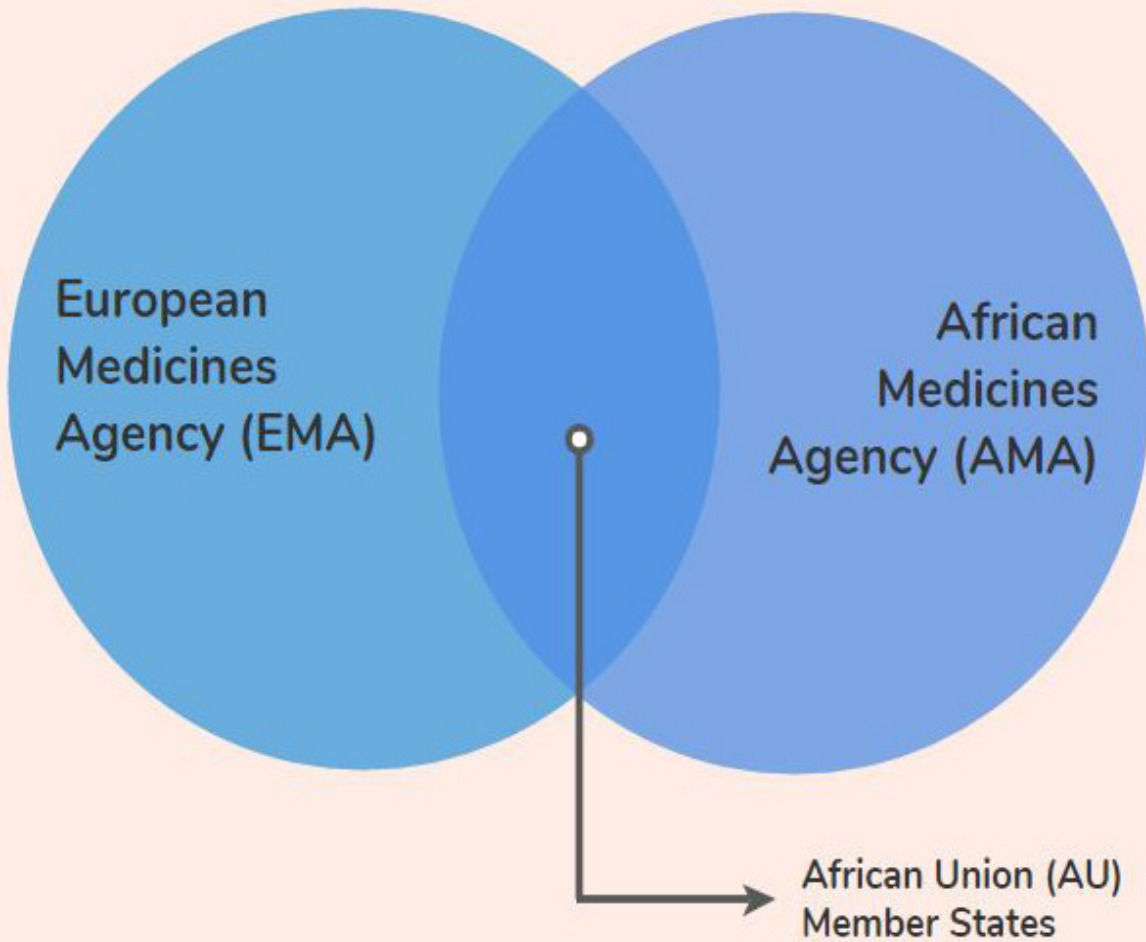 European
Medicines
Agency (EMA)
African
Medicines
Agency (AMA)
African Union (AU)
Member States